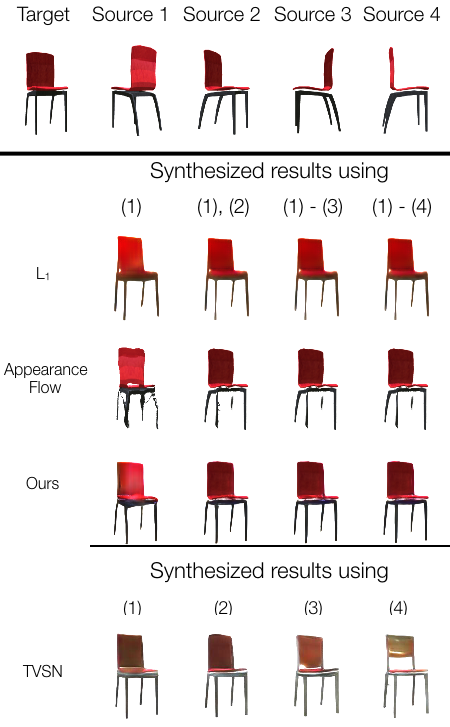 Target Source 1 Source 2 Source 3 Source 4
Synthesized results using
(1) (1), (2) (1) - (3) (1) - (4)
L₁
Appearance
Flow
Ours
Synthesized results using
(1) (2) (3) (4)
TVSN